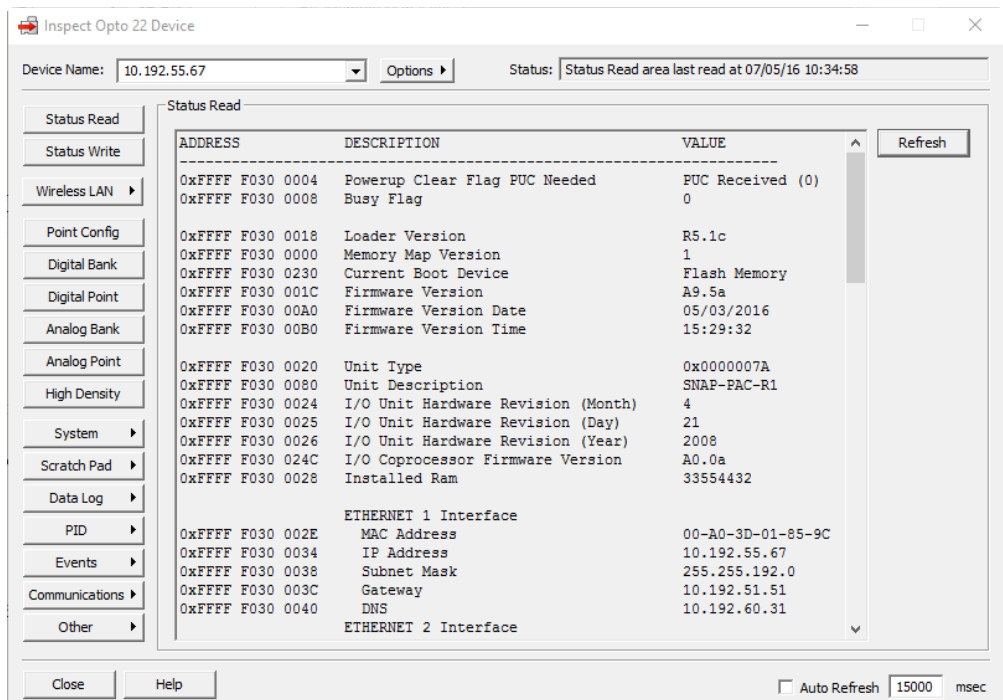 Inspect Opto 22 Device
Device Name: 10.192.55.67 Options Status: Status Read area last read at 07/05/16 10:34:58
Status Read
Status Write
Wireless LAN
Point Config
Digital Bank
Digital Point
Analog Bank
Analog Point
High Density
System
Scratch Pad
Data Log
PID
Events
Communications
Other
Status Read
ADDRESS DESCRIPTION VALUE
--------------------------------------------------------------------------
0xFFFF F030 0004 Powerup Clear Flag PUC Needed PUC Received (0)
0xFFFF F030 0008 Busy Flag 0
0xFFFF F030 0018 Loader Version R5.1c
0xFFFF F030 0000 Memory Map Version 1
0xFFFF F030 0230 Current Boot Device Flash Memory
0xFFFF F030 001C Firmware Version A9.5a
0xFFFF F030 00A0 Firmware Version Date 05/03/2016
0xFFFF F030 00B0 Firmware Version Time 15:29:32
0xFFFF F030 0020 Unit Type 0x0000007A
0xFFFF F030 0080 Unit Description SNAP-PAC-R1
0xFFFF F030 0024 I/O Unit Hardware Revision (Month) 4
0xFFFF F030 0025 I/O Unit Hardware Revision (Day) 21
0xFFFF F030 0026 I/O Unit Hardware Revision (Year) 2008
0xFFFF F030 024C I/O Coprocessor Firmware Version A0.0a
0xFFFF F030 0028 Installed Ram 33554432
ETHERNET 1 Interface
0xFFFF F030 002E MAC Address 00-A0-3D-01-85-9C
0xFFFF F030 0034 IP Address 10.192.55.67
0xFFFF F030 0038 Subnet Mask 255.255.192.0
0xFFFF F030 003C Gateway 10.192.51.51
0xFFFF F030 0040 DNS 10.192.60.31
ETHERNET 2 Interface
Refresh
Close Help Auto Refresh 15000 msec